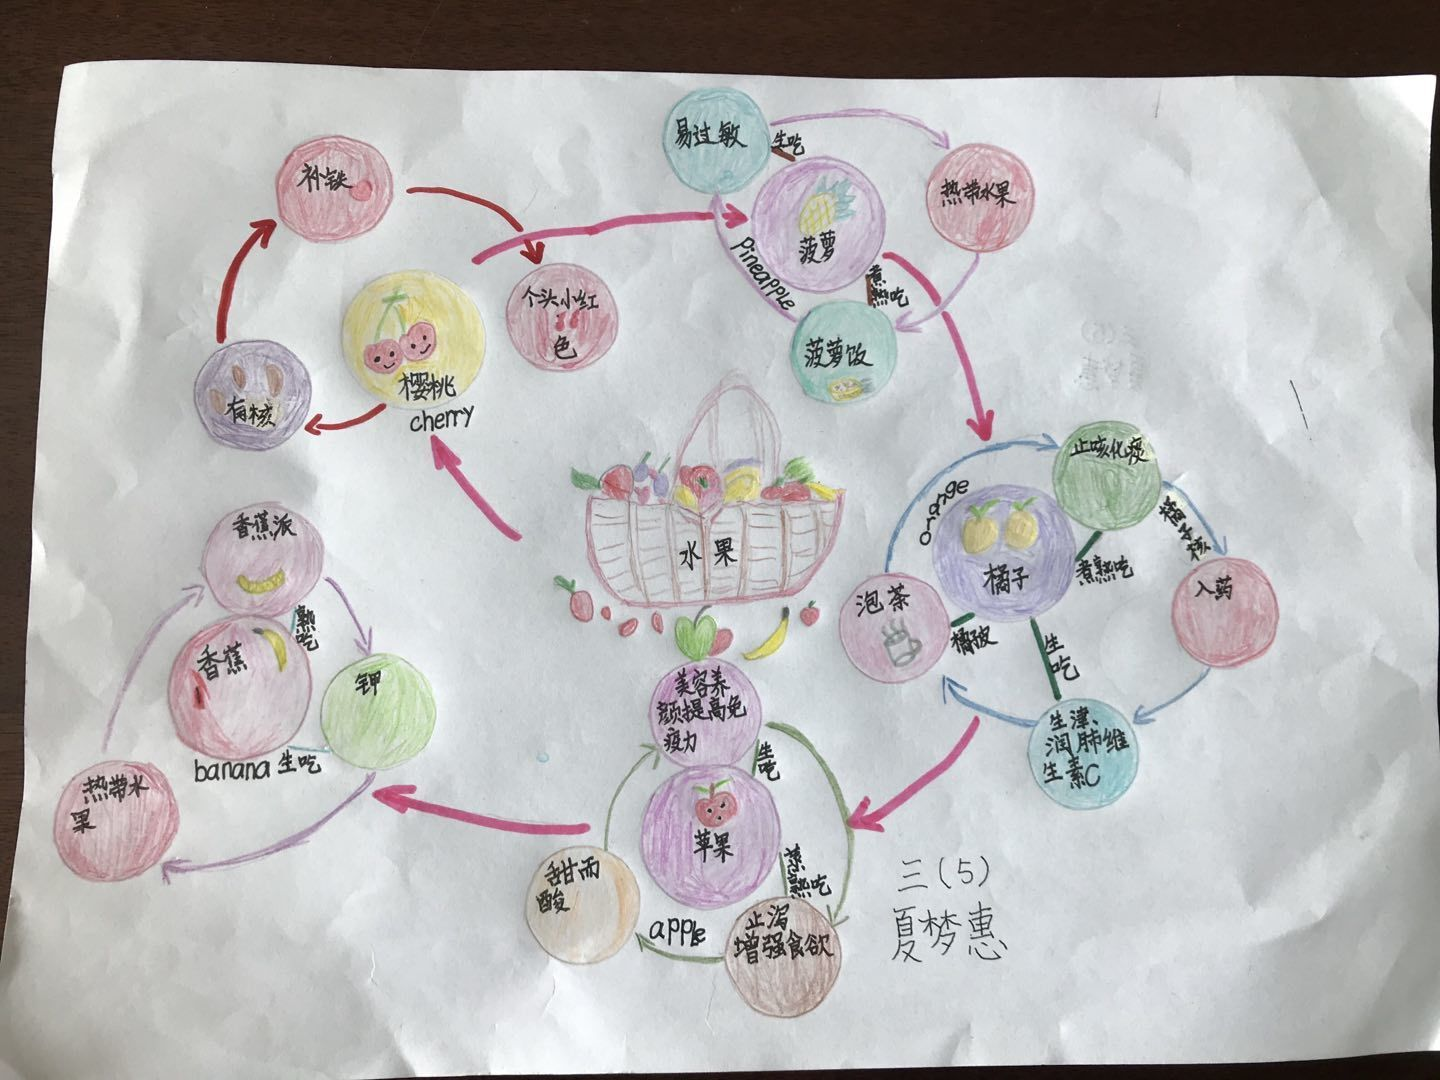 水果
樱桃
cherry
有核
补铁
个头小红
色
菠萝
pineapple
生吃
易过敏
热带水果
煮熟吃
菠萝饭
橘子
orange
煮熟吃
止咳化痰
橘子核
入药
生吃
生津、
润肺维
生素C
橘皮
泡茶
苹果
apple
生吃
美容养
颜提高免
疫力
蒸熟吃
止泻
增强食欲
甜而
酸
香蕉
banana
熟吃
香蕉派
生吃
钾
热带水
果
三(5)
夏梦惠